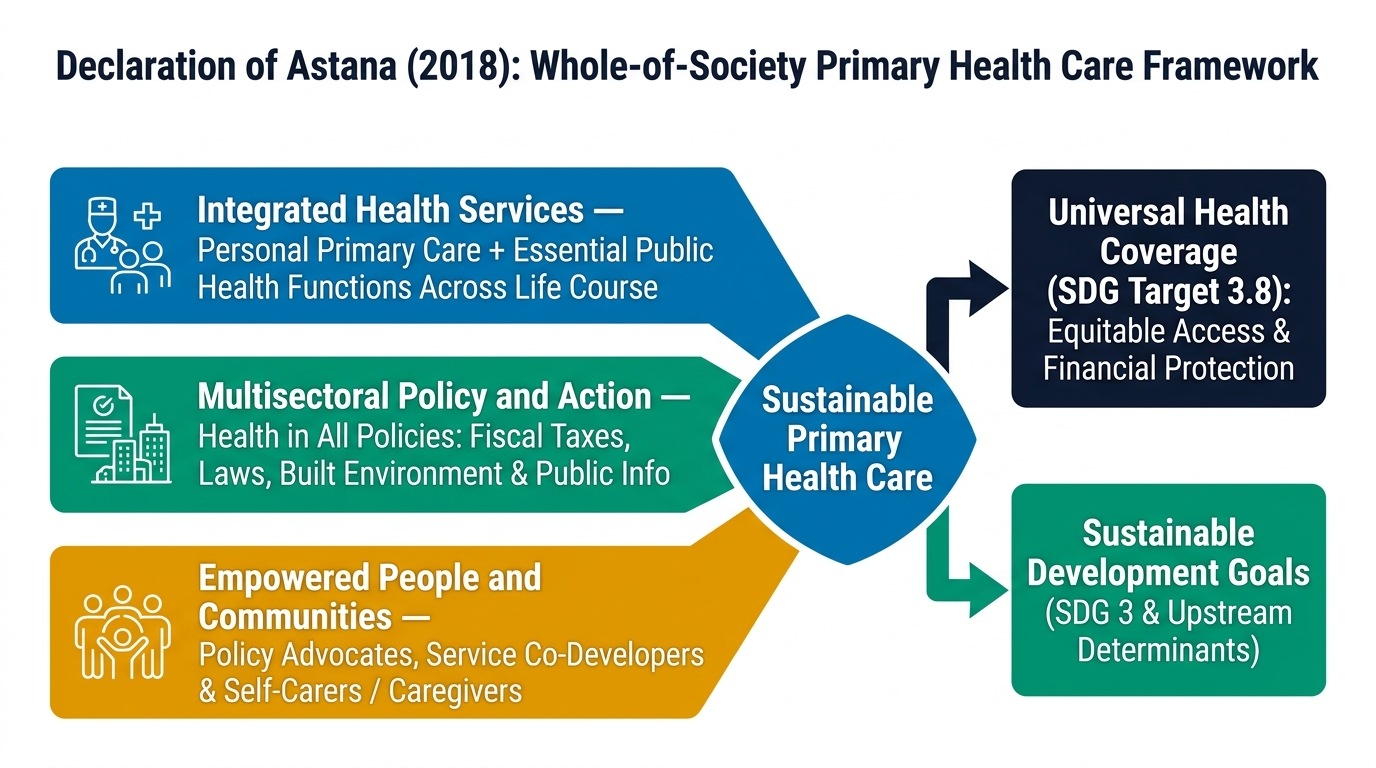 Declaration of Astana (2018): Whole-of-Society Primary Health Care Framework
Integrated Health Services —
Personal Primary Care + Essential Public
Health Functions Across Life Course
Multisectoral Policy and Action —
Health in All Policies: Fiscal Taxes,
Laws, Built Environment & Public Info
Empowered People and
Communities —
Policy Advocates, Service Co-Developers
& Self-Carers / Caregivers
Sustainable
Primary
Health Care
Universal Health
Coverage
(SDG Target 3.8):
Equitable Access &
Financial Protection
Sustainable
Development Goals
(SDG 3 & Upstream
Determinants)